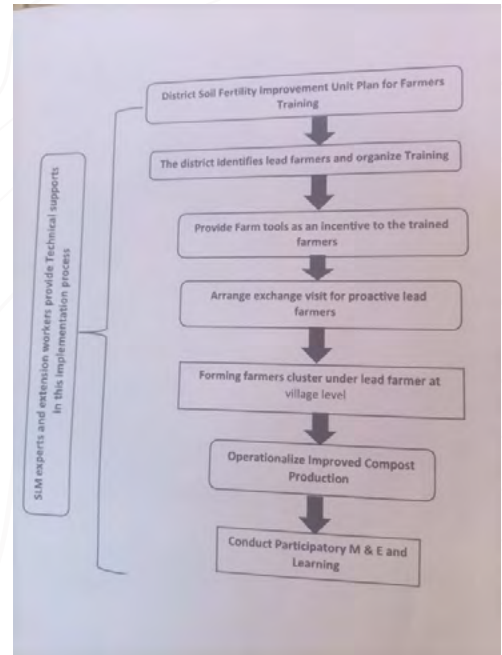 District Soil Fertility Improvement Unit Plan for Farmers
Training
The district identifies lead farmers and organize Training
Provide Farm tools as an incentive to the trained
farmers
Arrange exchange visit for proactive lead
farmers
Forming farmers cluster under lead farmer at
village level
Operationalize Improved Compost
Production
Conduct Participatory M & E and
Learning
SLM experts and extension workers provide Technical supports
in this implementation process